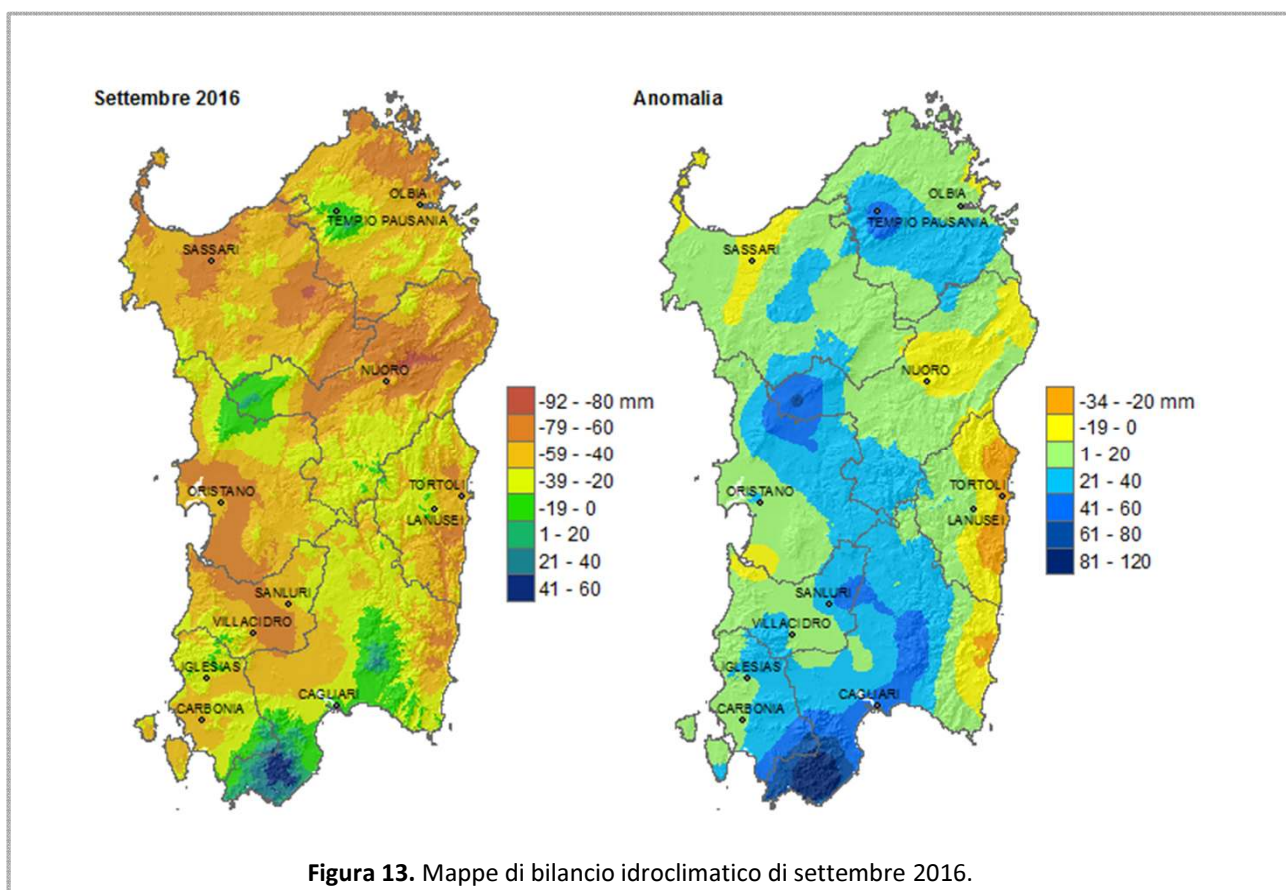 Settembre 2016
OLBIA
TEMPIO PAUSANIA
SASSARI
NUORO
ORISTANO
TORTOLI
LANUSEI
SANLURI
VILLACIDRO
IGLESIAS
CAGLIARI
CARBONIA
-92 - -80 mm
-79 - -60
-59 - -40
-39 - -20
-19 - 0
1 - 20
21 - 40
41 - 60
Anomalia
OLBIA
TEMPIO PAUSANIA
SASSARI
NUORO
ORISTANO
TORTOLI
LANUSEI
SANLURI
VILLACIDRO
IGLESIAS
CAGLIARI
CARBONIA
-34 - -20 mm
-19 - 0
1 - 20
21 - 40
41 - 60
61 - 80
81 - 120
Figura 13. Mappe di bilancio idroclimatico di settembre 2016.